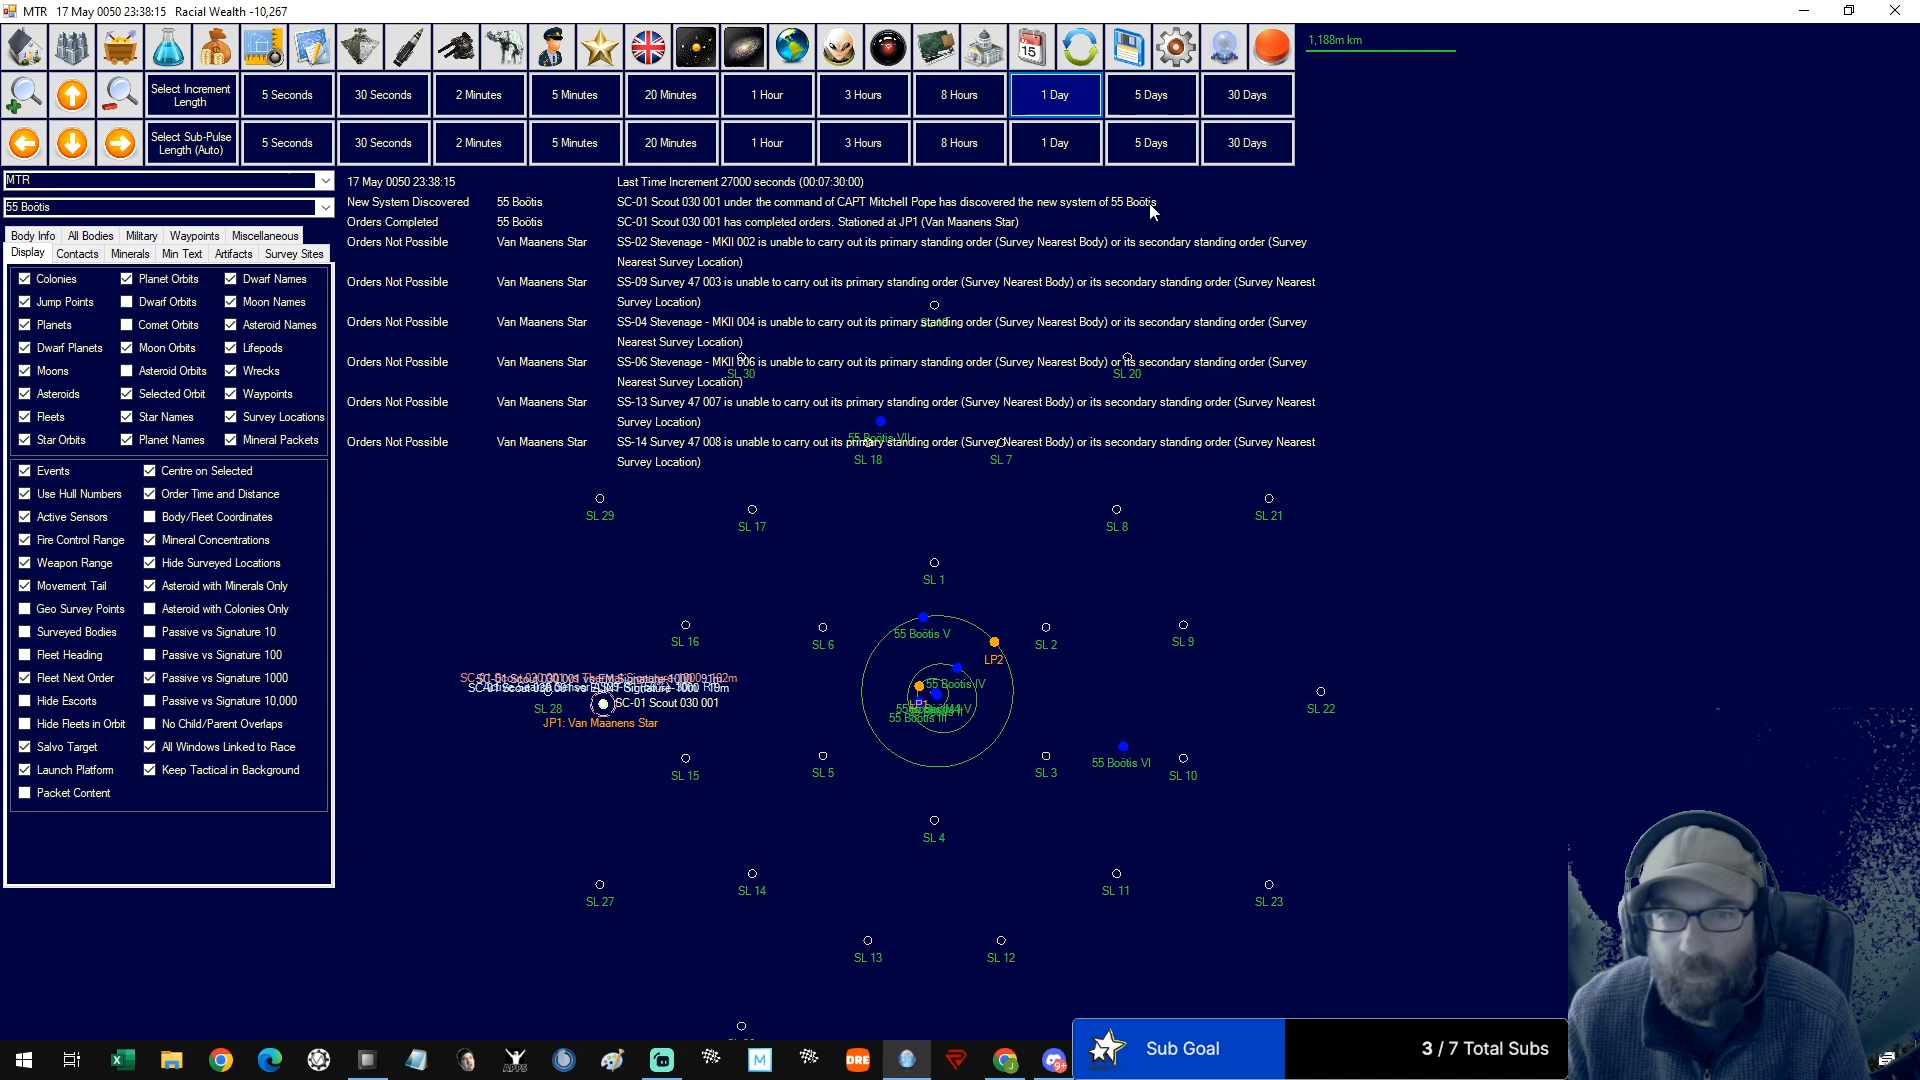 MTR 17 May 0050 23:38:15 Racial Wealth -10,267
15
1,188m km
Select Increment Length
5 Seconds
30 Seconds
2 Minutes
5 Minutes
20 Minutes
1 Hour
3 Hours
8 Hours
1 Day
5 Days
30 Days
Select Sub-Pulse Length (Auto)
5 Seconds
30 Seconds
2 Minutes
5 Minutes
20 Minutes
1 Hour
3 Hours
8 Hours
1 Day
5 Days
30 Days
MTR
55 Boötis
Body Info All Bodies Military Waypoints Miscellaneous
Display Contacts Minerals Min Text Artifacts Survey Sites
Colonies Planet Orbits Dwarf Names
Jump Points Dwarf Orbits Moon Names
Planets Comet Orbits Asteroid Names
Dwarf Planets Moon Orbits Lifepods
Moons Asteroid Orbits Wrecks
Asteroids Selected Orbit Waypoints
Fleets Star Names Survey Locations
Star Orbits Planet Names Mineral Packets
Events Centre on Selected
Use Hull Numbers Order Time and Distance
Active Sensors Body/Fleet Coordinates
Fire Control Range Mineral Concentrations
Weapon Range Hide Surveyed Locations
Movement Tail Asteroid with Minerals Only
Geo Survey Points Asteroid with Colonies Only
Surveyed Bodies Passive vs Signature 10
Fleet Heading Passive vs Signature 100
Fleet Next Order Passive vs Signature 1000
Hide Escorts Passive vs Signature 10,000
Hide Fleets in Orbit No Child/Parent Overlaps
Salvo Target All Windows Linked to Race
Launch Platform Keep Tactical in Background
Packet Content
17 May 0050 23:38:15 Last Time Increment 27000 seconds (00:07:30:00)
New System Discovered 55 Boötis SC-01 Scout 030 001 under the command of CAPT Mitchell Pope has discovered the new system of 55 Boötis
Orders Completed 55 Boötis SC-01 Scout 030 001 has completed orders. Stationed at JP1 (Van Maanens Star)
Orders Not Possible Van Maanens Star SS-02 Stevenage - MKII 002 is unable to carry out its primary standing order (Survey Nearest Body) or its secondary standing order (Survey
Nearest Survey Location)
Orders Not Possible Van Maanens Star SS-09 Survey 47 003 is unable to carry out its primary standing order (Survey Nearest Body) or its secondary standing order (Survey Nearest
Survey Location)
Orders Not Possible Van Maanens Star SS-04 Stevenage - MKII 004 is unable to carry out its primary standing order (Survey Nearest Body) or its secondary standing order (Survey
Nearest Survey Location)
Orders Not Possible Van Maanens Star SS-06 Stevenage - MKII 006 is unable to carry out its primary standing order (Survey Nearest Body) or its secondary standing order (Survey
Nearest Survey Location)
Orders Not Possible Van Maanens Star SS-13 Survey 47 007 is unable to carry out its primary standing order (Survey Nearest Body) or its secondary standing order (Survey Nearest
Survey Location)
Orders Not Possible Van Maanens Star SS-14 Survey 47 008 is unable to carry out its primary standing order (Survey Nearest Body) or its secondary standing order (Survey Nearest
Survey Location)
SL 30
SL 20
55 Boötis VII
SL 18
SL 7
SL 29
SL 17
SL 8
SL 21
SL 1
SL 16
SL 6
55 Boötis V
SL 2
SL 9
LP2
55 Boötis IV
SL 28
SC-01 Scout 030 001
JP1: Van Maanens Star
LP1
55 Boötis III
SL 22
SL 15
SL 5
SL 3
55 Boötis VI
SL 10
SL 4
SL 14
SL 11
SL 27
SL 23
SL 13
SL 12
APPS
M
DRE
9+
Sub Goal 3 / 7 Total Subs